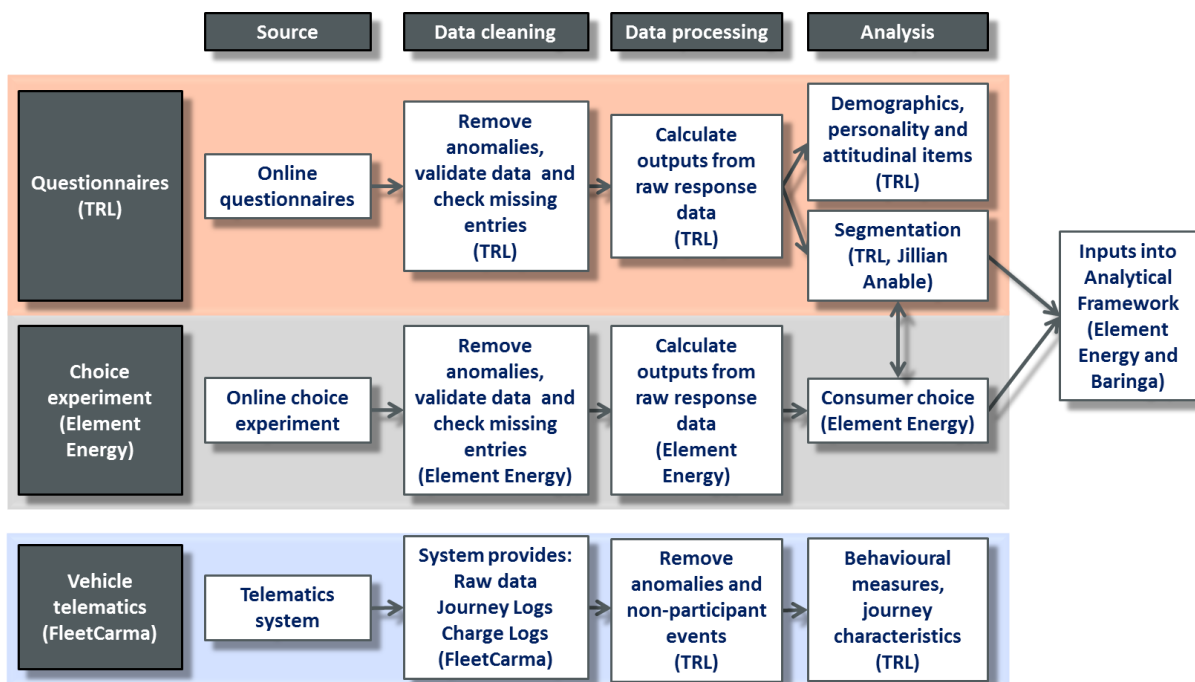 Source
Data cleaning
Data processing
Analysis
Questionnaires
(TRL)
Online
questionnaires
Remove
anomalies,
validate data and
check missing
entries
(TRL)
Calculate
outputs from
raw response
data
(TRL)
Demographics,
personality and
attitudinal items
(TRL)
Segmentation
(TRL, Jillian
Anable)
Inputs into
Analytical
Framework
(Element
Energy and
Baringa)
Choice
experiment
(Element
Energy)
Online choice
experiment
Remove
anomalies,
validate data and
check missing
entries
(Element Energy)
Calculate
outputs from
raw response
data
(Element
Energy)
Consumer choice
(Element Energy)
Vehicle
telematics
(FleetCarma)
Telematics
system
System provides:
Raw data
Journey Logs
Charge Logs
(FleetCarma)
Remove
anomalies and
non-participant
events
(TRL)
Behavioural
measures,
journey
characteristics
(TRL)